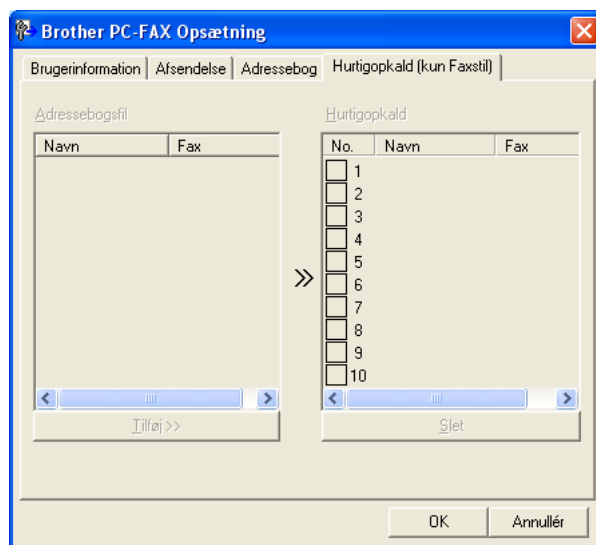 Brother PC-FAX Opsætning
Brugerinformation Afsendelse Adressebog Hurtigopkald (kun Faxstil)
Adressebogsfil
Navn Fax
Tilføj >>
>>
Hurtigopkald
No. Navn Fax
1
2
3
4
5
6
7
8
9
10
Slet
OK Annullér